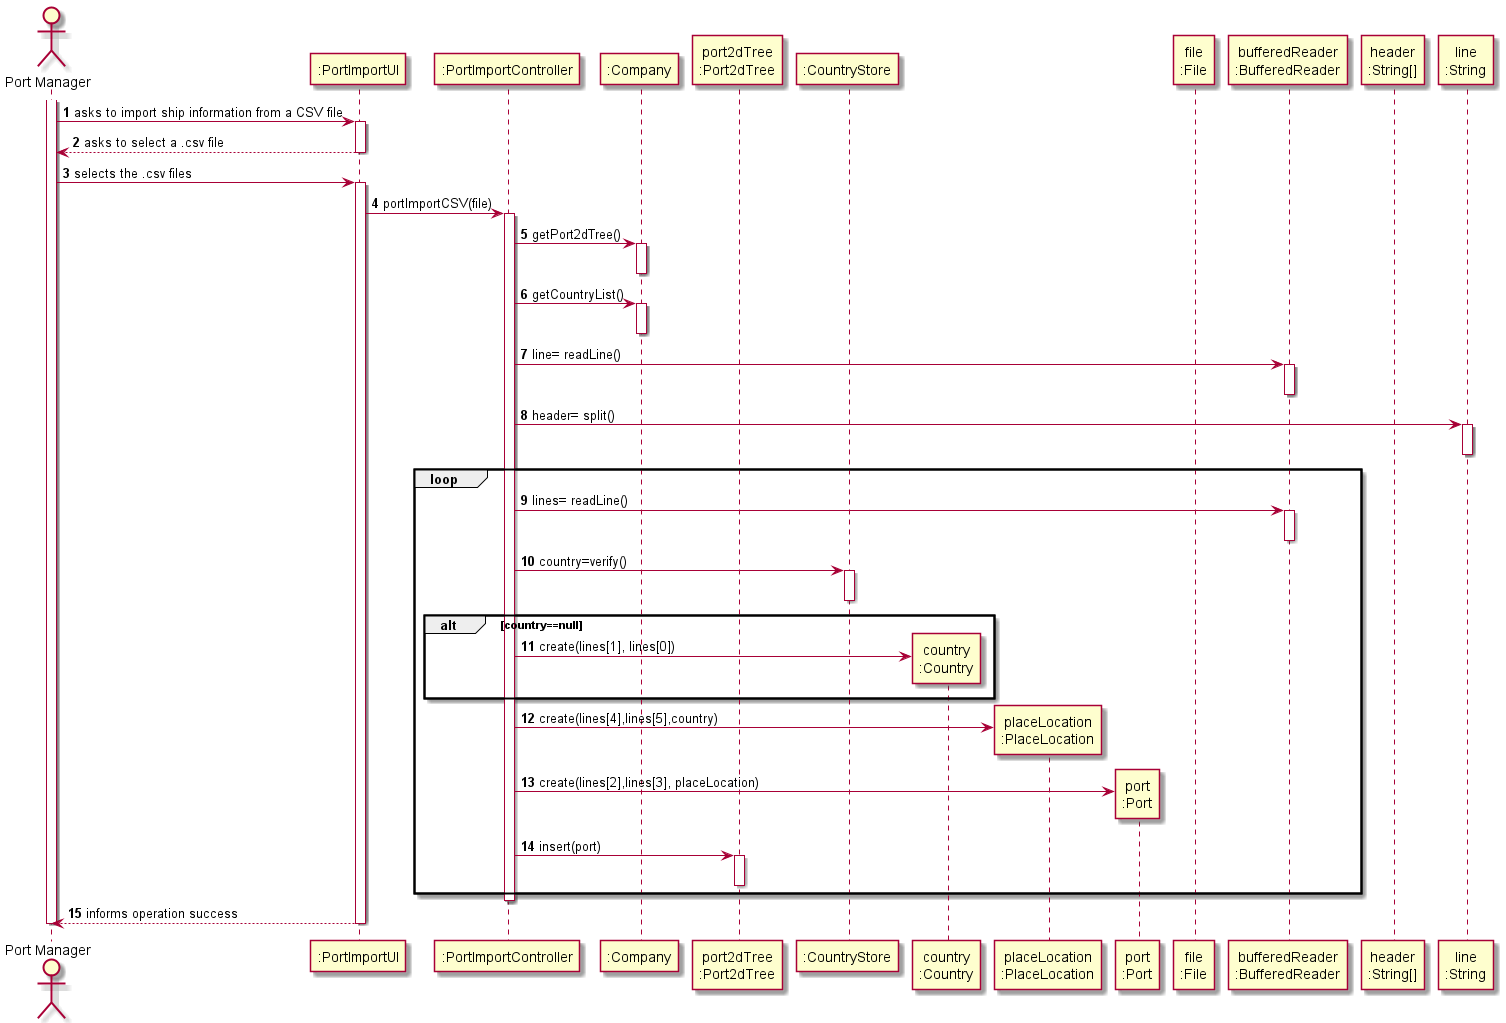 Port Manager
:PortImportUI
:PortImportController
:Company
port2dTree
:Port2dTree
:CountryStore
file
:File
bufferedReader
:BufferedReader
header
:String[]
line
:String
1 asks to import ship information from a CSV file
2 asks to select a .csv file
3 selects the .csv files
4 portImportCSV(file)
5 getPort2dTree()
6 getCountryList()
7 line= readLine()
8 header= split()
loop
9 lines= readLine()
10 country=verify()
alt [country==null]
11 create(lines[1], lines[0])
country
:Country
12 create(lines[4],lines[5],country)
placeLocation
:PlaceLocation
13 create(lines[2],lines[3], placeLocation)
port
:Port
14 insert(port)
15 informs operation success
Port Manager
:PortImportUI
:PortImportController
:Company
port2dTree
:Port2dTree
:CountryStore
country
:Country
placeLocation
:PlaceLocation
port
:Port
file
:File
bufferedReader
:BufferedReader
header
:String[]
line
:String